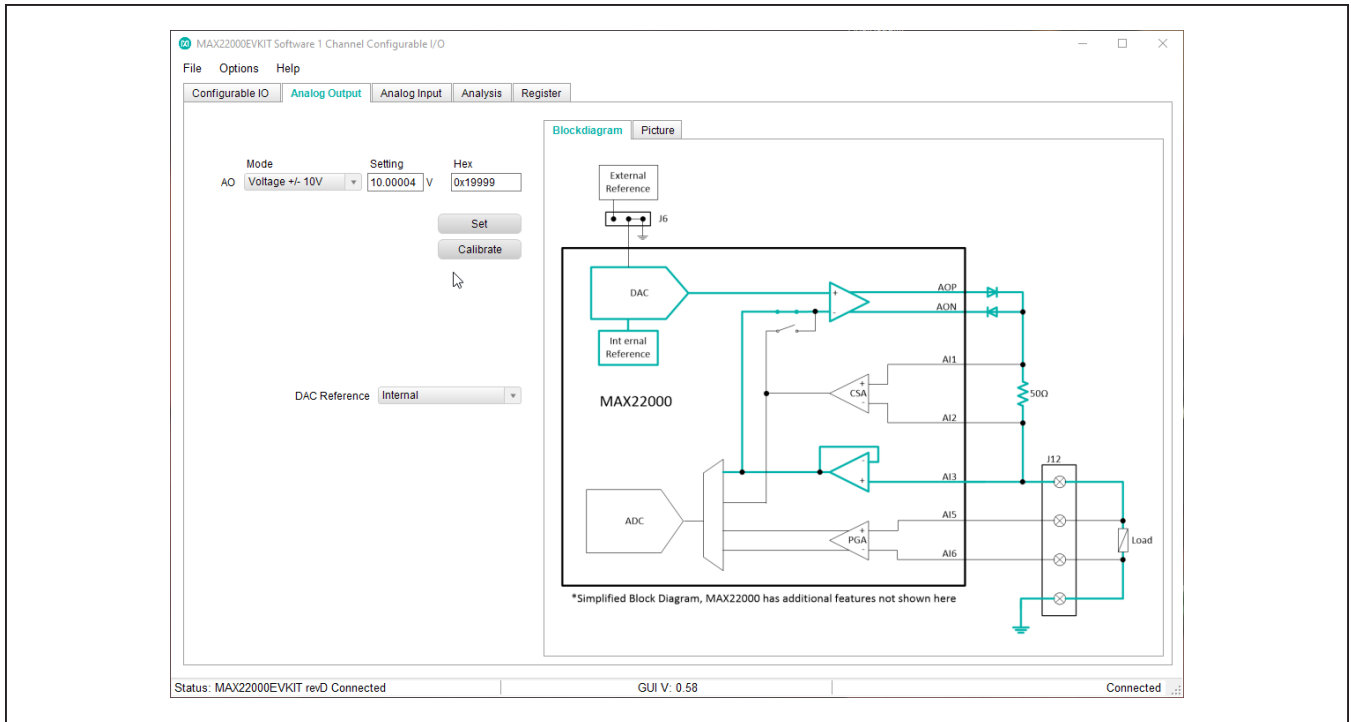 MAX22000EVKIT Software 1 Channel Configurable I/O
File Options Help
Configurable IO Analog Output Analog Input Analysis Register
Blockdiagram Picture
Mode Setting Hex
AO Voltage +/- 10V 10.00004 V 0x19999
Set
Calibrate
DAC Reference Internal
External
Reference
J6
DAC
+
-
AOP
AON
Int ernal
Reference
AI1
MAX22000
+
CSA
-
50Ω
AI2
J12
-
+
AI3
ADC
AI5
+
PGA
-
Load
AI6
*Simplified Block Diagram, MAX22000 has additional features not shown here
Status: MAX22000EVKIT revD Connected GUI V: 0.58 Connected